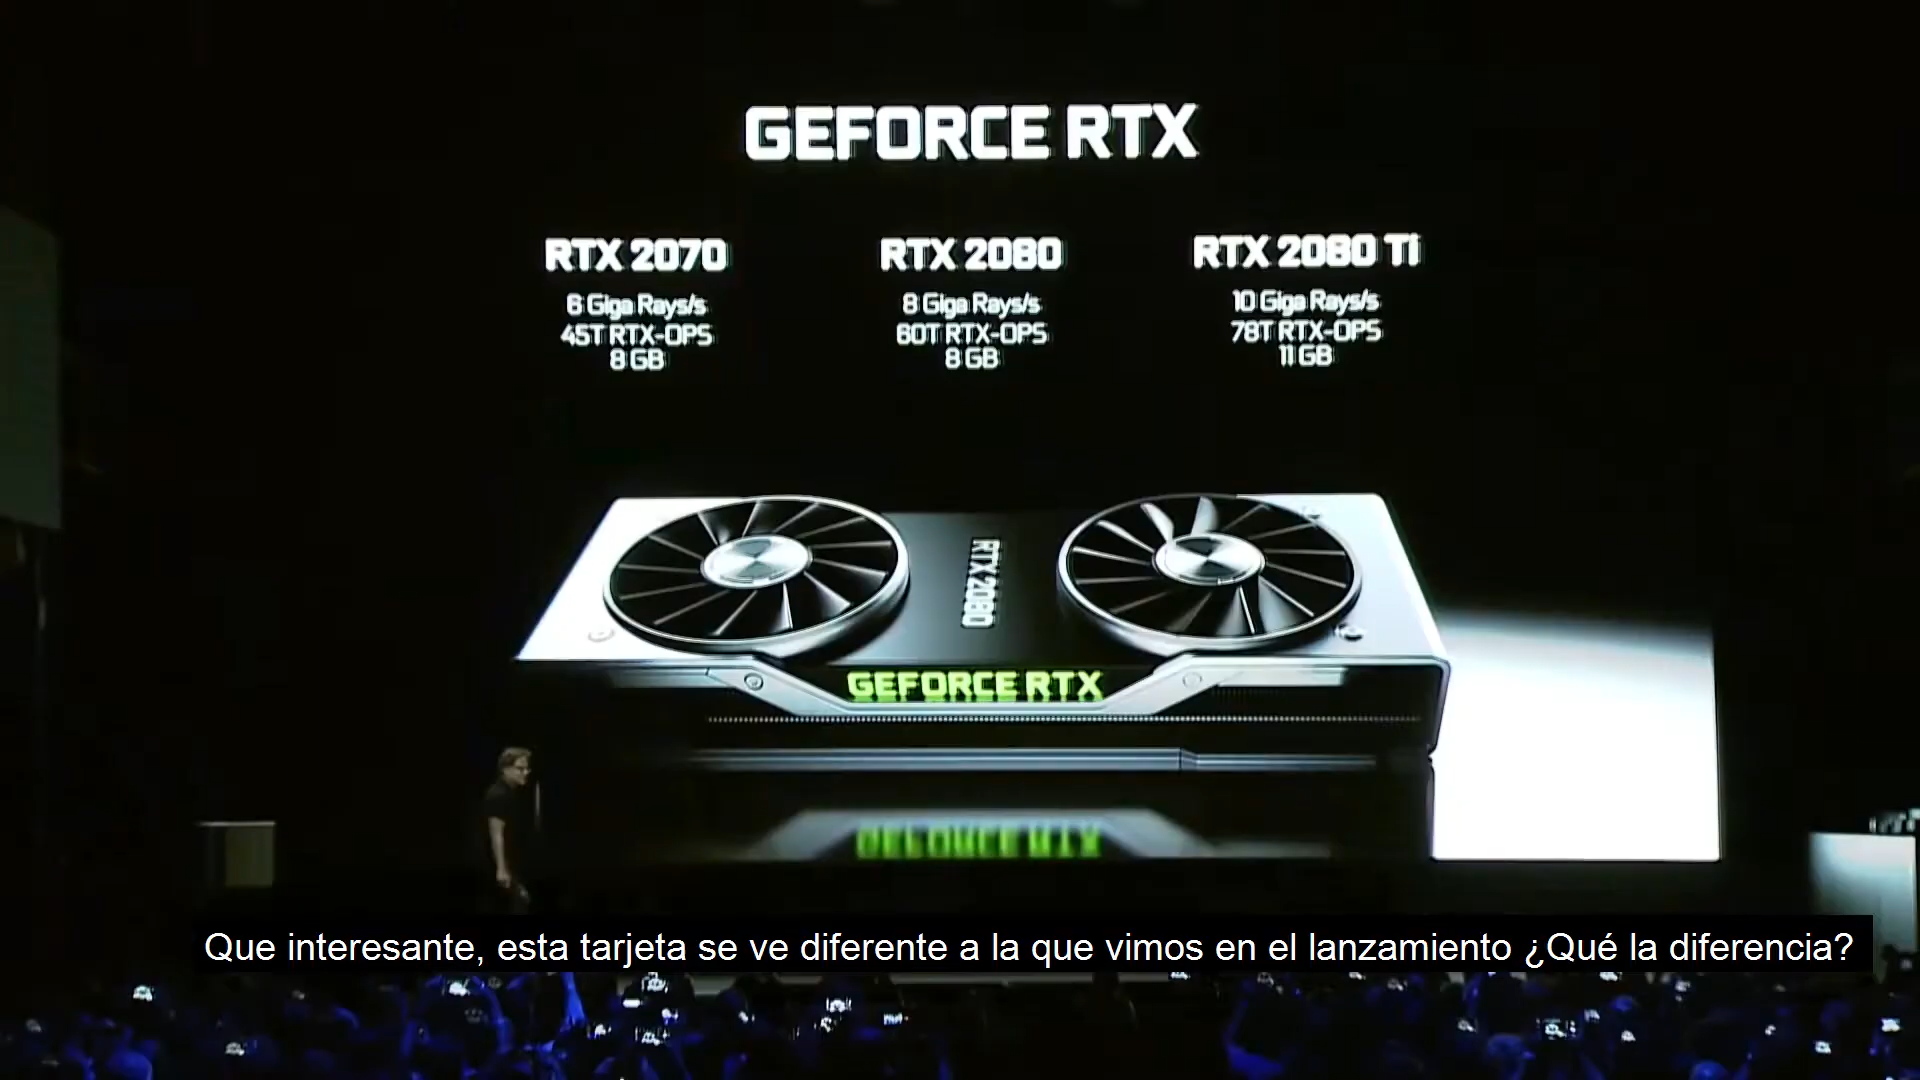 GEFORCE RTX
RTX 2070
6 Giga Rays/s
45T RTX-OPS
8 GB
RTX 2080
8 Giga Rays/s
60T RTX-OPS
8 GB
RTX 2080 Ti
10 Giga Rays/s
78T RTX-OPS
11 GB
RTX 2080
GEFORCE RTX
GEFORCE RTX
Que interesante, esta tarjeta se ve diferente a la que vimos en el lanzamiento ¿Qué la diferencia?